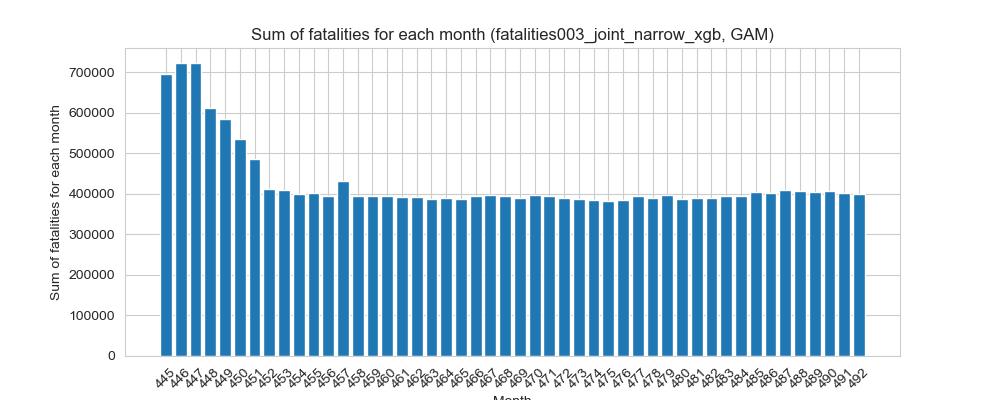 Sum of fatalities for each month (fatalities003_joint_narrow_xgb, GAM)
Sum of fatalities for each month
700000
600000
500000
400000
300000
200000
100000
0
445 446 447 448 449 450 451 452 453 454 455 456 457 458 459 460 461 462 463 464 465 466 467 468 469 470 471 472 473 474 475 476 477 478 479 480 481 482 483 484 485 486 487 488 489 490 491 492
Month